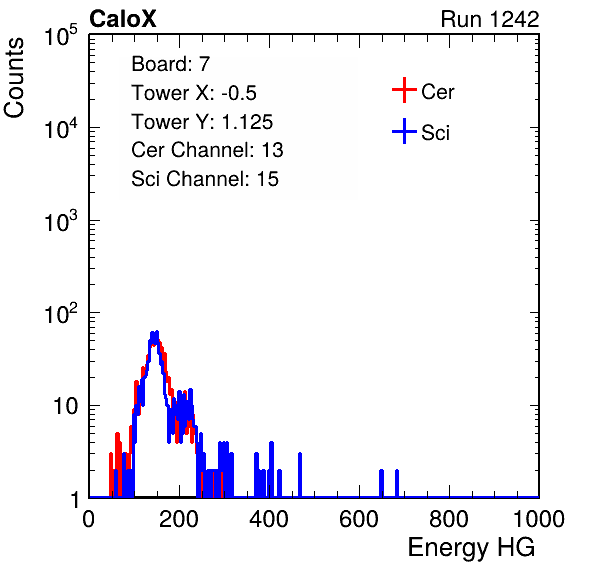 CaloX
Run 1242
Counts
Board: 7
Tower X: -0.5
Tower Y: 1.125
Cer Channel: 13
Sci Channel: 15
Cer
Sci
10^5
10^4
10^3
10^2
10
1
0 200 400 600 800 1000
Energy HG